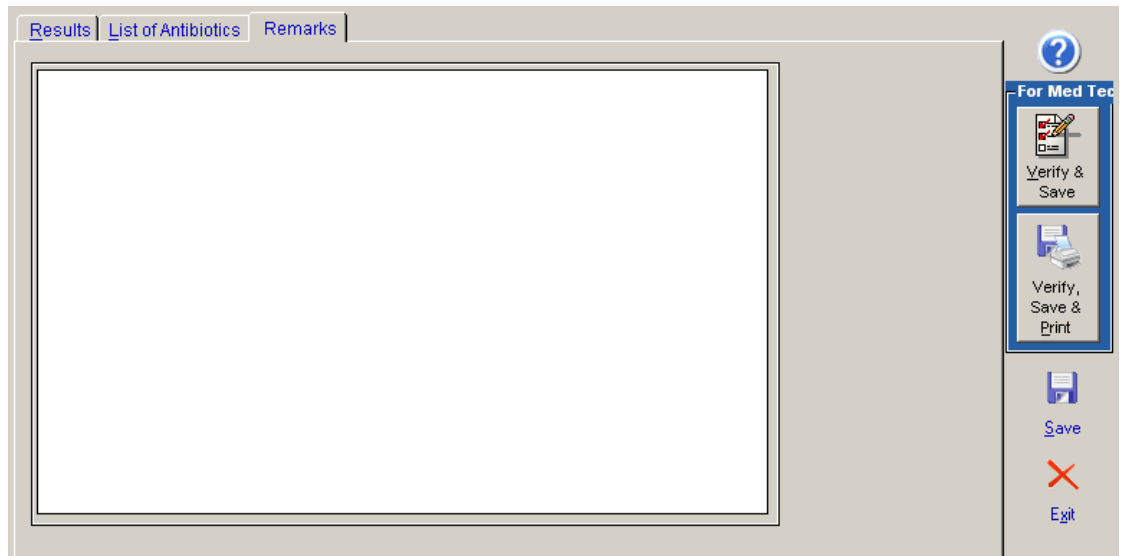 Results List of Antibiotics Remarks
For Med Tec
Verify &
Save
Verify,
Save &
Print
Save
Exit